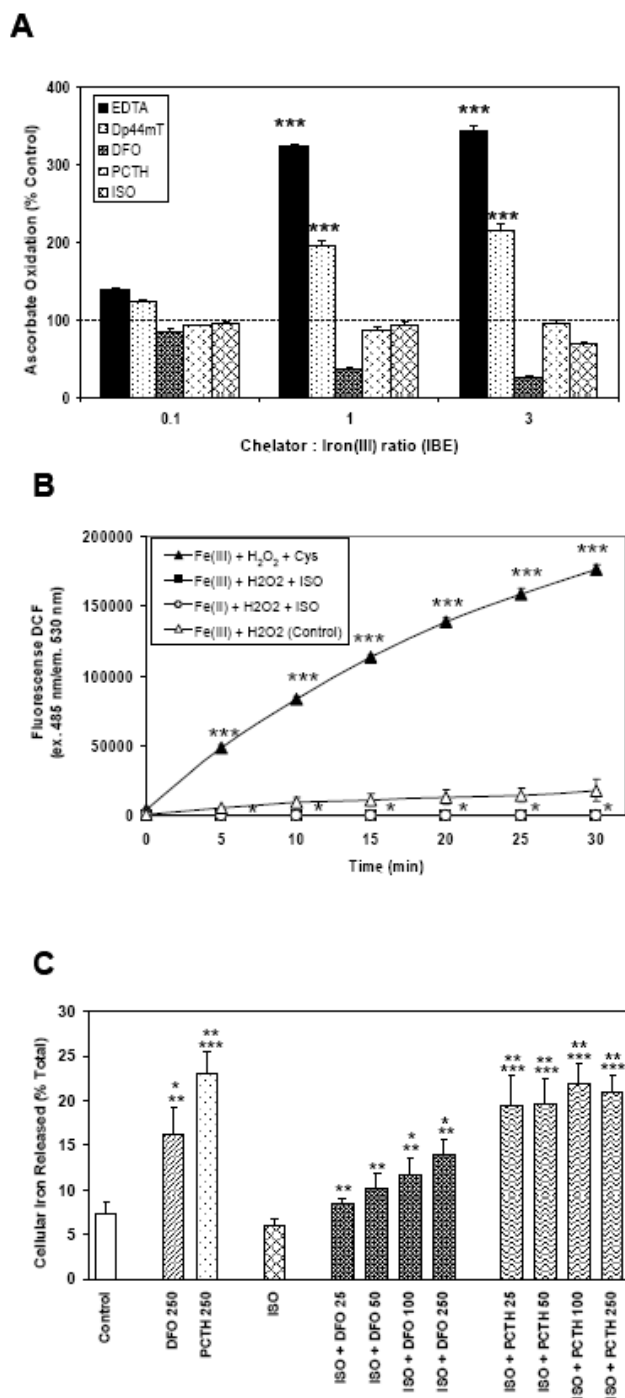 A
Ascorbate Oxidation (% Control)
400
300
200
100
0
EDTA
Dp44mT
DFO
PCTH
ISO
***
***
***
***
0.1 1 3
Chelator : Iron(III) ratio (IBE)
B
Fluorescense DCF
(ex. 485 nm/em. 530 nm)
200000
150000
100000
50000
0
Fe(III) + H₂O₂ + Cys
Fe(III) + H2O2 + ISO
Fe(II) + H2O2 + ISO
Fe(III) + H2O2 (Control)
*** *** *** *** *** ***
* * * * * *
0 5 10 15 20 25 30
Time (min)
C
Cellular Iron Released (% Total)
30
25
20
15
10
5
0
*
**
**
***
**
**
*
**
*
**
**
***
**
***
**
***
**
***
Control
DFO 250
PCTH 250
ISO
ISO + DFO 25
ISO + DFO 50
ISO + DFO 100
ISO + DFO 250
ISO + PCTH 25
ISO + PCTH 50
ISO + PCTH 100
ISO + PCTH 250